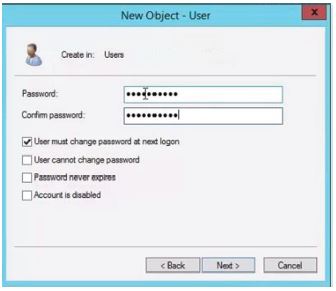 New Object - User
x
Create in: Users
Password: ••••••••••
Confirm password: ••••••••••
User must change password at next logon
User cannot change password
Password never expires
Account is disabled
< Back Next > Cancel